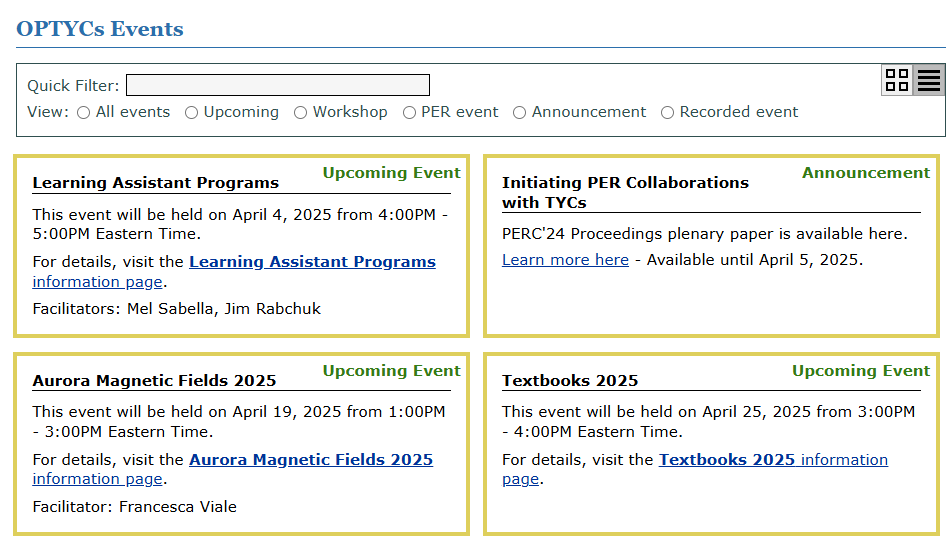 OPTYCs Events
Quick Filter:
View: All events Upcoming Workshop PER event Announcement Recorded event
Upcoming Event
Learning Assistant Programs
This event will be held on April 4, 2025 from 4:00PM -
5:00PM Eastern Time.
For details, visit the Learning Assistant Programs
information page.
Facilitators: Mel Sabella, Jim Rabchuk
Announcement
Initiating PER Collaborations
with TYCs
PERC'24 Proceedings plenary paper is available here.
Learn more here - Available until April 5, 2025.
Upcoming Event
Aurora Magnetic Fields 2025
This event will be held on April 19, 2025 from 1:00PM
- 3:00PM Eastern Time.
For details, visit the Aurora Magnetic Fields 2025
information page.
Facilitator: Francesca Viale
Upcoming Event
Textbooks 2025
This event will be held on April 25, 2025 from 3:00PM
- 4:00PM Eastern Time.
For details, visit the Textbooks 2025 information
page.